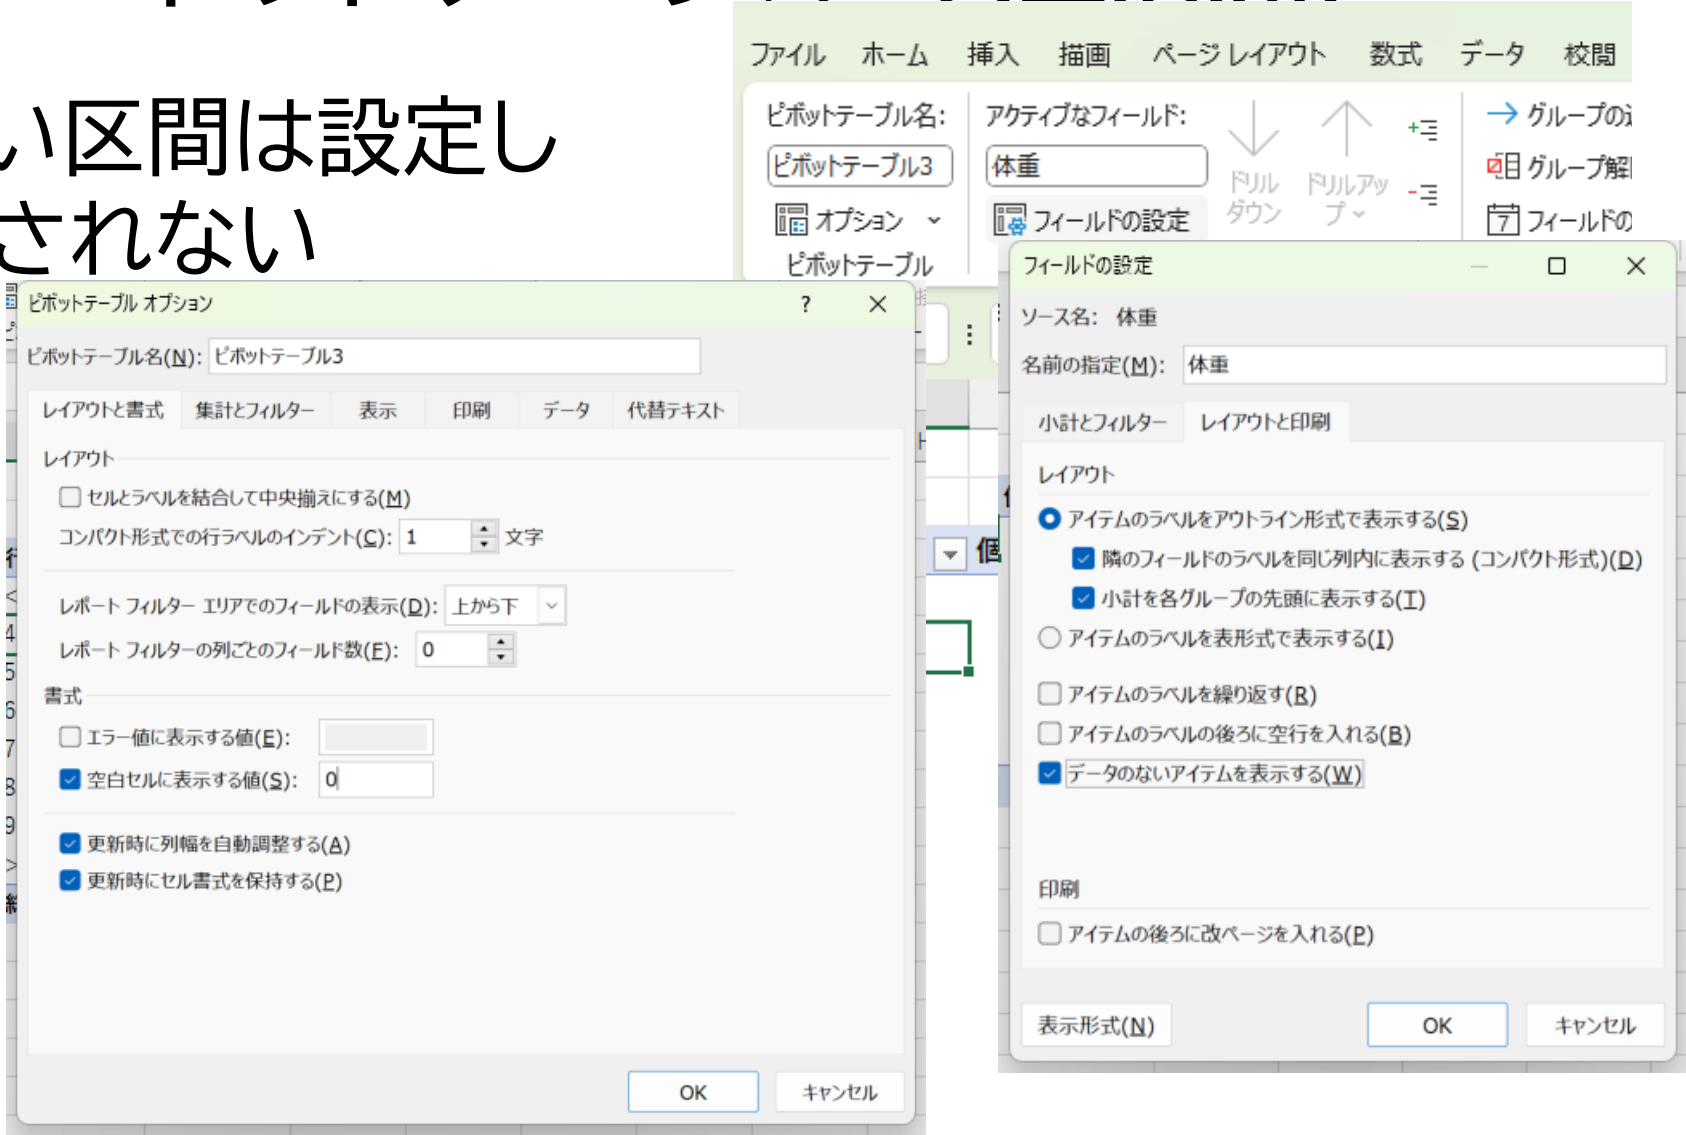 い区間は設定し
されない
ファイル ホーム 挿入 描画 ページ レイアウト 数式 データ 校閲
ピボットテーブル名:
ピボットテーブル3
オプション
ピボットテーブル
アクティブなフィールド:
体重
フィールドの設定
ドリル
ダウン
ドリルアッ
プ
グループの
グループ解
フィールドの
ピボットテーブル オプション
ピボットテーブル名(N): ピボットテーブル3
レイアウトと書式 集計とフィルター 表示 印刷 データ 代替テキスト
レイアウト
セルとラベルを結合して中央揃えにする(M)
コンパクト形式での行ラベルのインデント(C): 1 文字
レポート フィルター エリアでのフィールドの表示(D): 上から下
レポート フィルターの列ごとのフィールド数(F): 0
書式
エラー値に表示する値(E):
空白セルに表示する値(S): 0
更新時に列幅を自動調整する(A)
更新時にセル書式を保持する(P)
OK キャンセル
行
<
4
5
6
7
8
9
>
総
個
フィールドの設定
ソース名: 体重
名前の指定(M): 体重
小計とフィルター レイアウトと印刷
レイアウト
アイテムのラベルをアウトライン形式で表示する(S)
隣のフィールドのラベルを同じ列内に表示する (コンパクト形式)(D)
小計を各グループの先頭に表示する(T)
アイテムのラベルを表形式で表示する(I)
アイテムのラベルを繰り返す(R)
アイテムのラベルの後ろに空行を入れる(B)
データのないアイテムを表示する(W)
印刷
アイテムの後ろに改ページを入れる(P)
表示形式(N) OK キャンセル